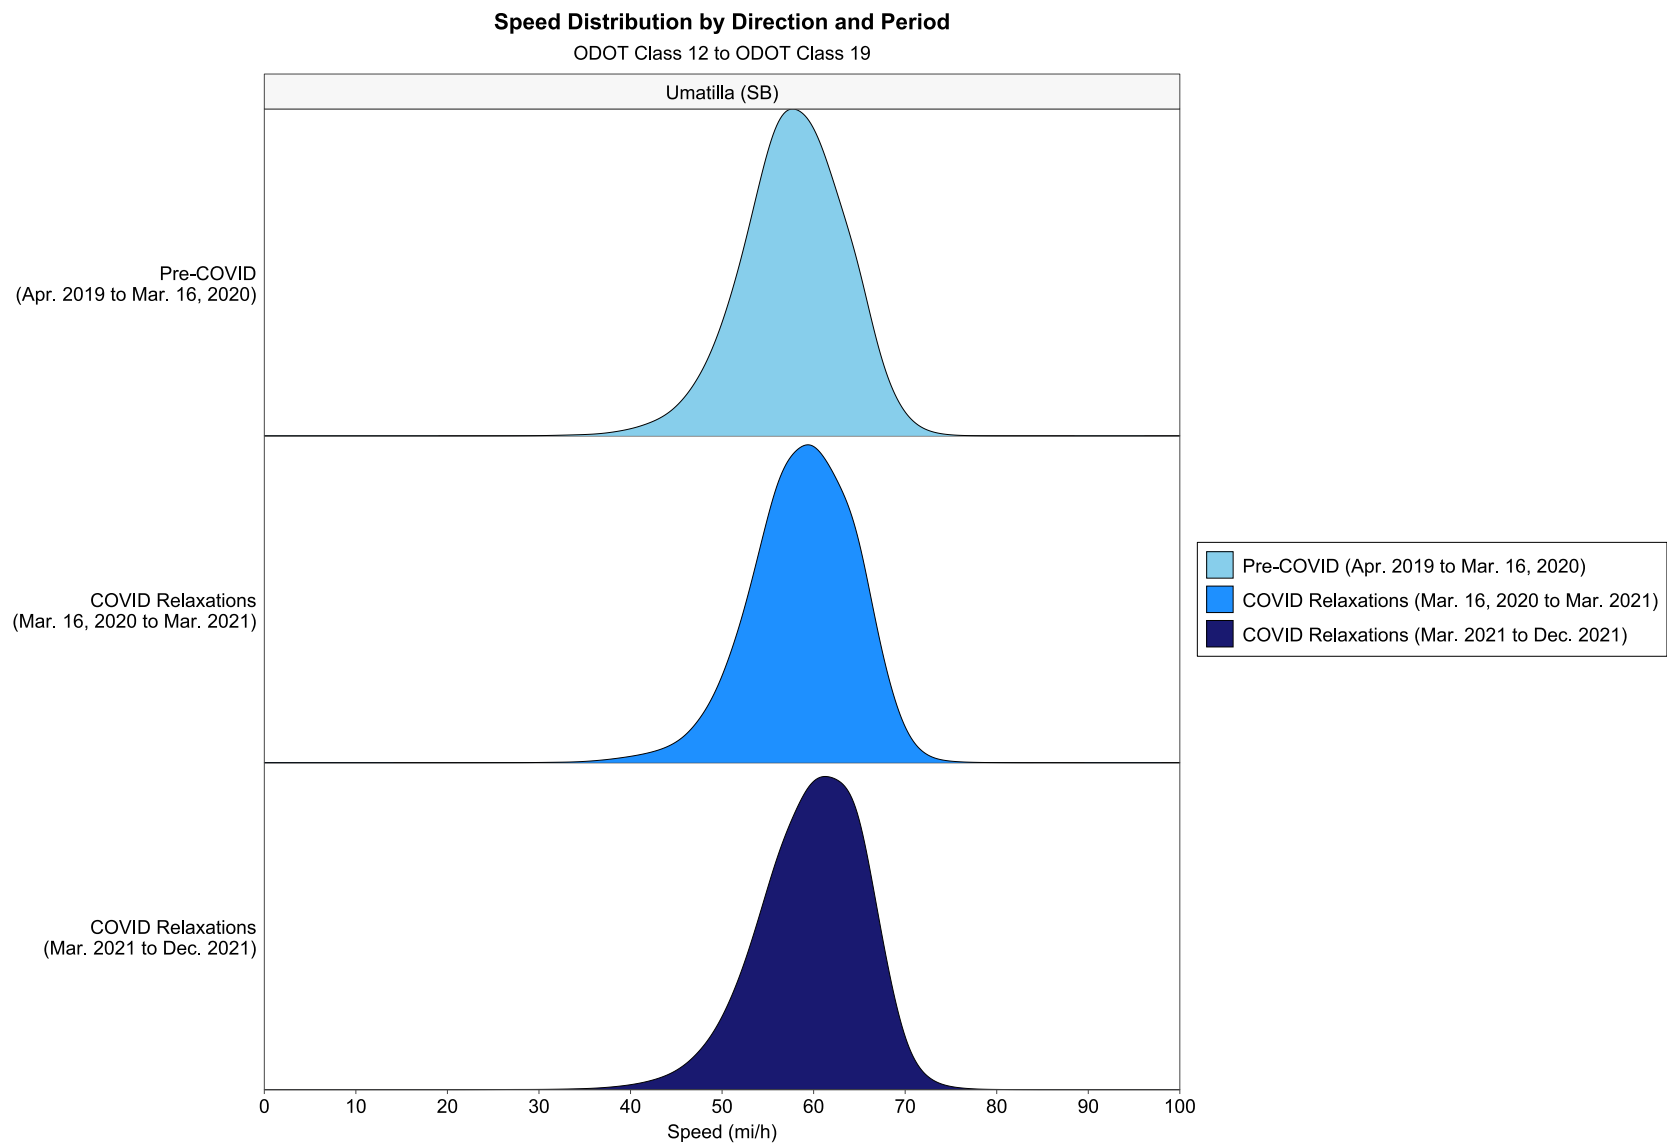 Speed Distribution by Direction and Period
ODOT Class 12 to ODOT Class 19
Umatilla (SB)
Pre-COVID
(Apr. 2019 to Mar. 16, 2020)
COVID Relaxations
(Mar. 16, 2020 to Mar. 2021)
COVID Relaxations
(Mar. 2021 to Dec. 2021)
0 10 20 30 40 50 60 70 80 90 100
Speed (mi/h)
Pre-COVID (Apr. 2019 to Mar. 16, 2020)
COVID Relaxations (Mar. 16, 2020 to Mar. 2021)
COVID Relaxations (Mar. 2021 to Dec. 2021)